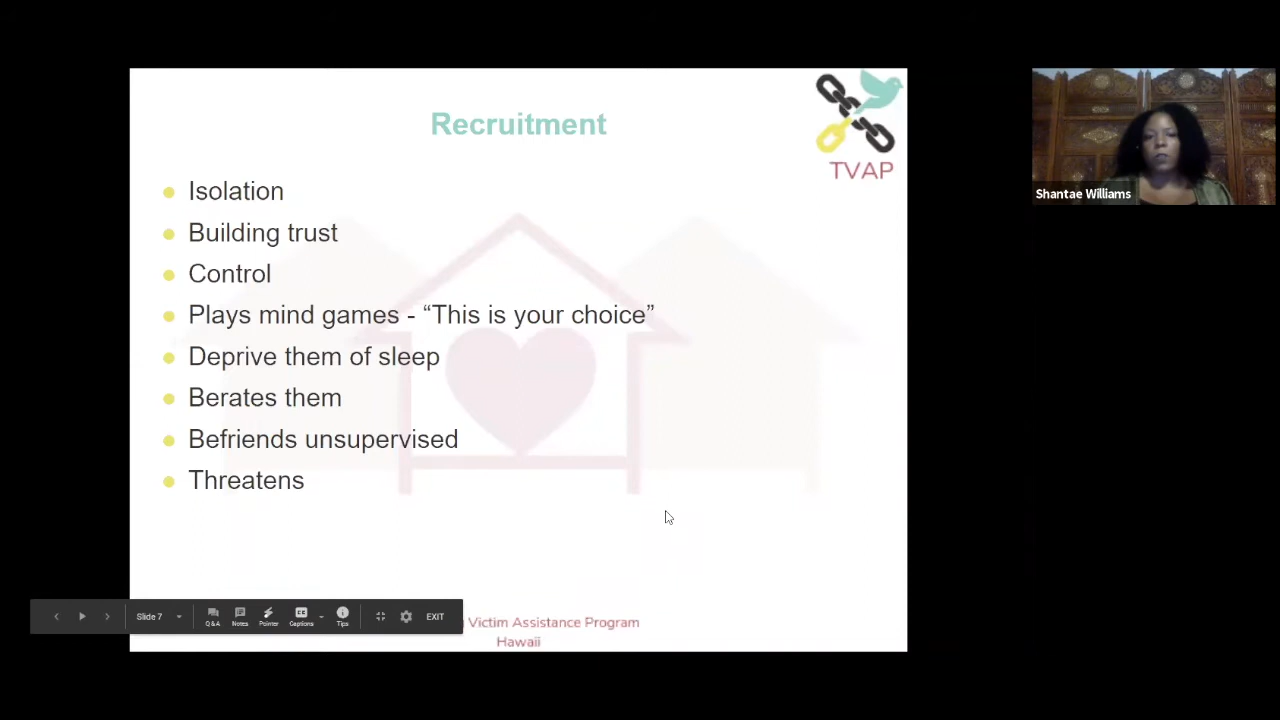 Recruitment
TVAP
Isolation
Building trust
Control
Plays mind games - “This is your choice”
Deprive them of sleep
Berates them
Befriends unsupervised
Threatens
Shantae Williams
Slide 7
Q&A
Notes
Pointer
Captions
Tips
EXIT
Victim Assistance Program
Hawaii